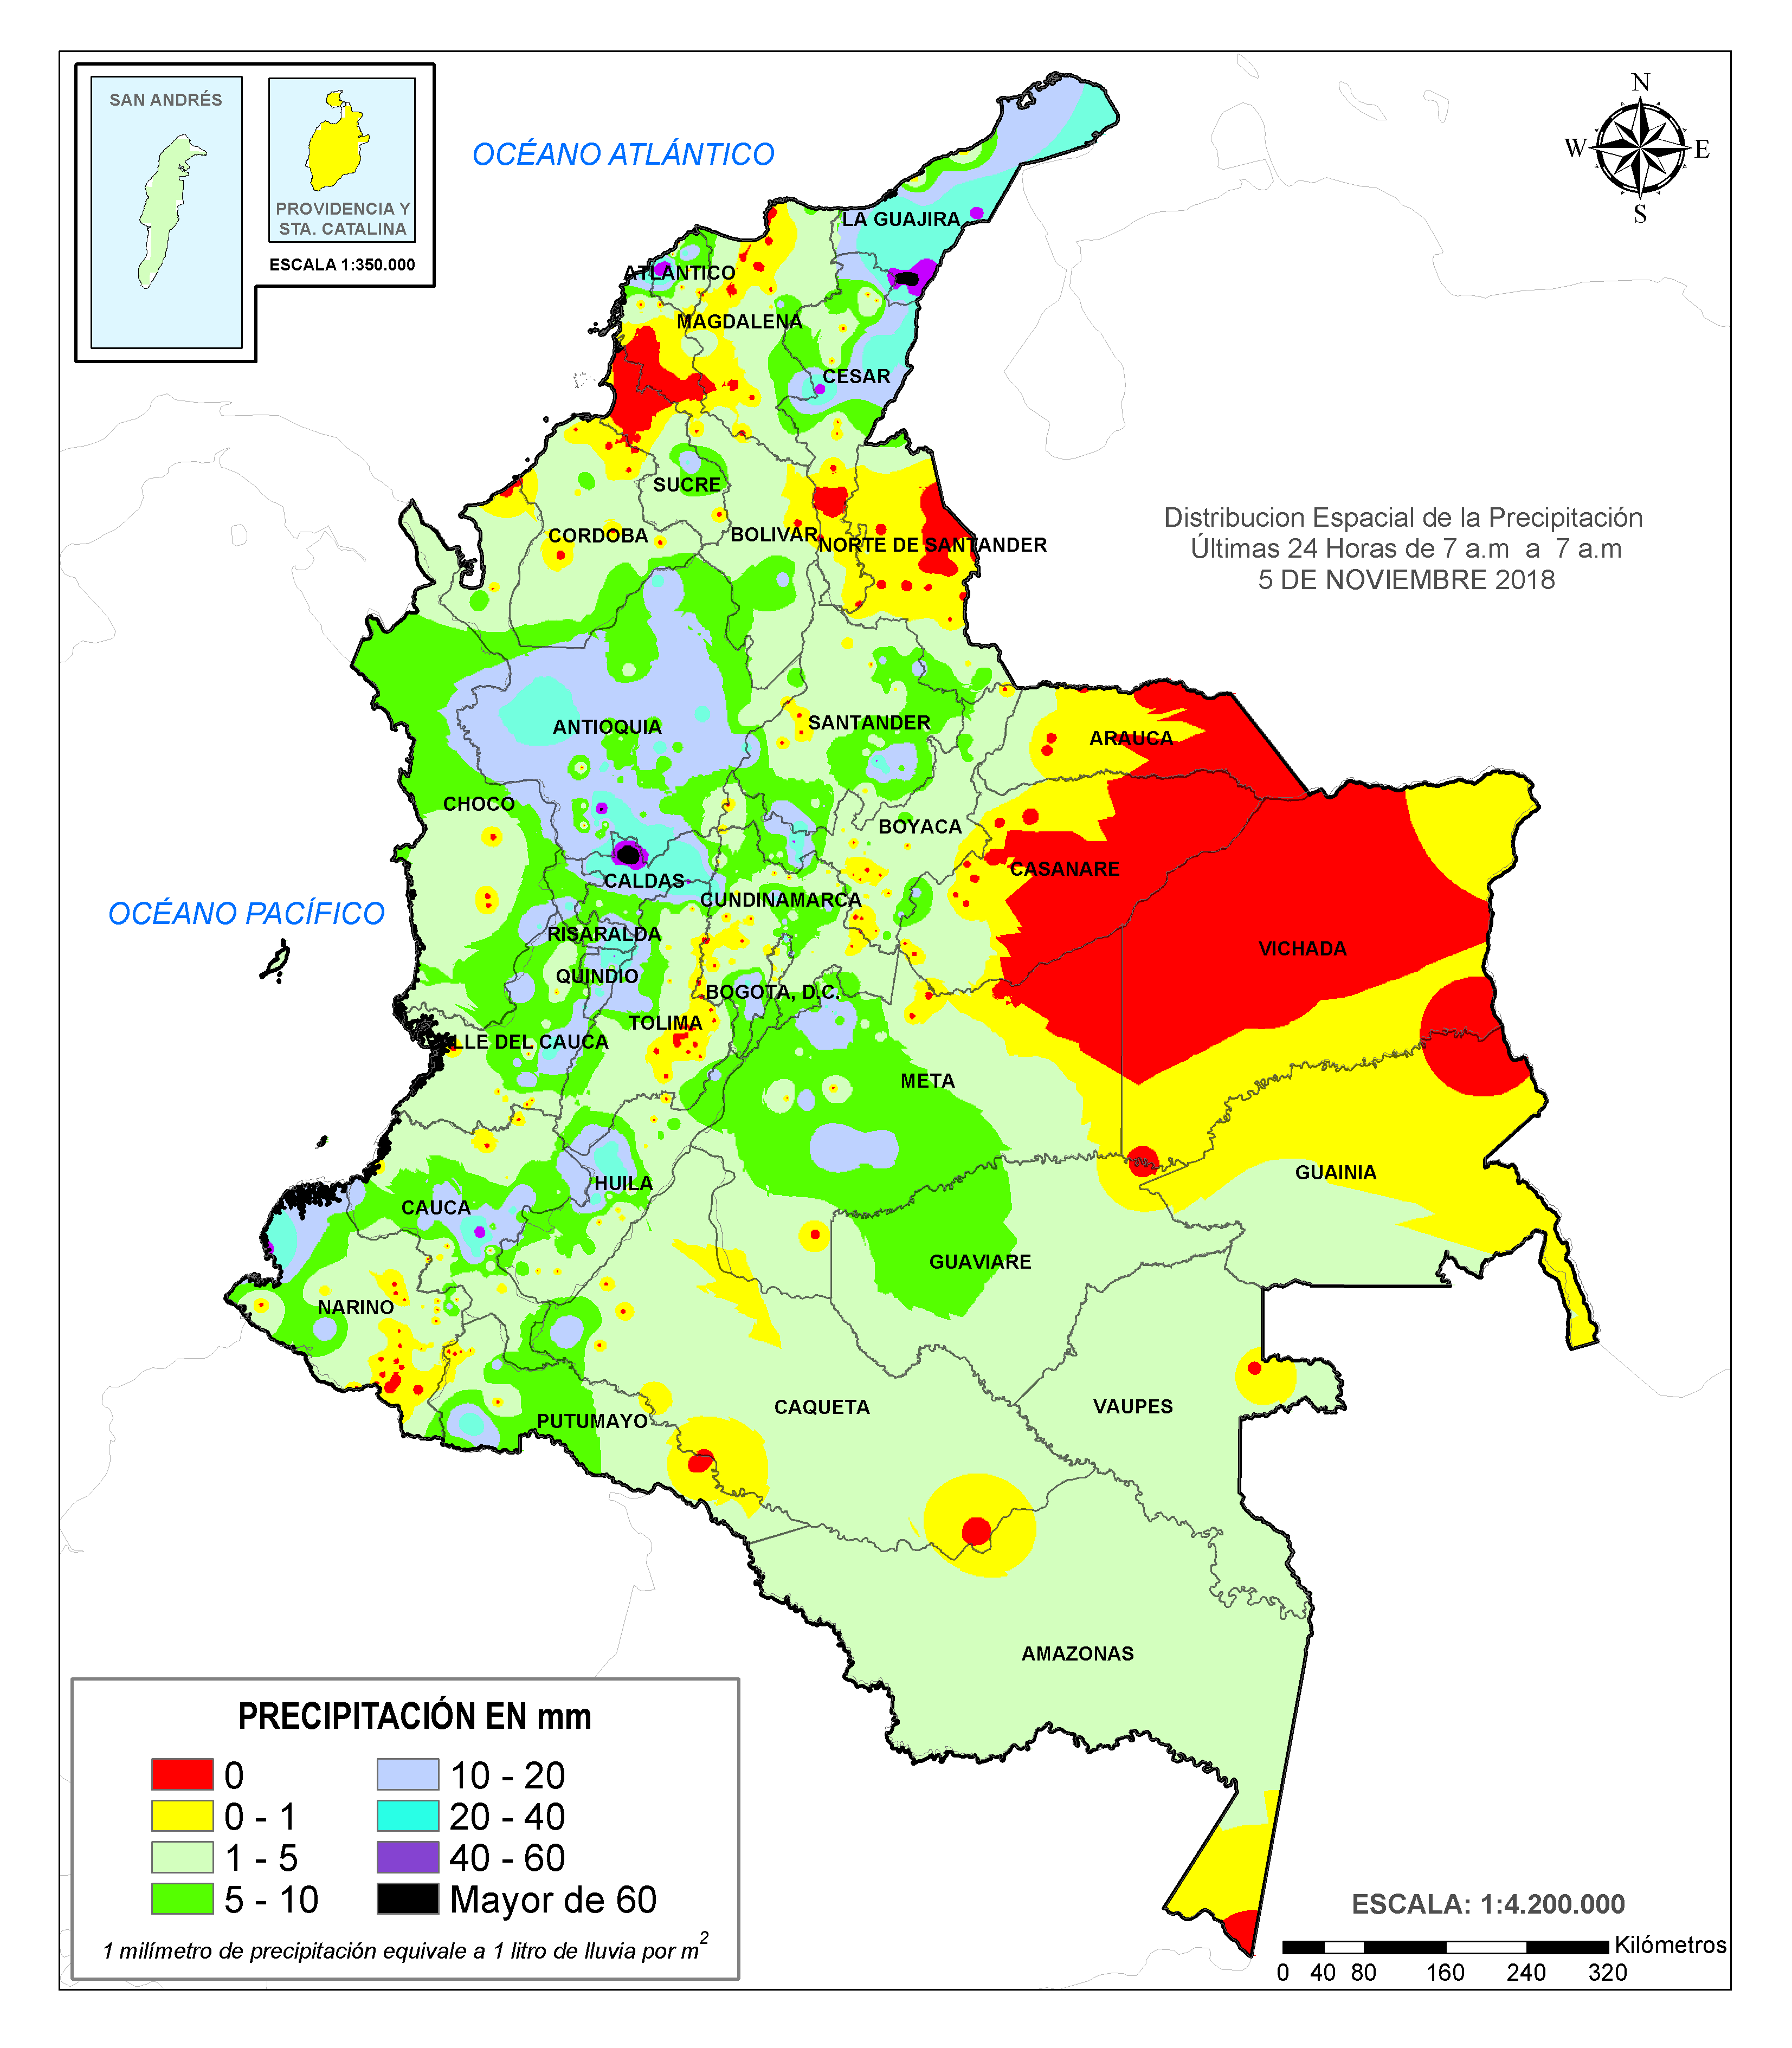 SAN ANDRÉS
PROVIDENCIA Y
STA. CATALINA
ESCALA 1:350.000
OCÉANO ATLÁNTICO
N
W
E
S
LA GUAJIRA
ATLANTICO
MAGDALENA
CESAR
SUCRE
CORDOBA
BOLIVAR
NORTE DE SANTANDER
Distribucion Espacial de la Precipitación
Últimas 24 Horas de 7 a.m a 7 a.m
5 DE NOVIEMBRE 2018
ANTIOQUIA
SANTANDER
ARAUCA
CHOCO
BOYACA
CASANARE
CALDAS
CUNDINAMARCA
OCÉANO PACÍFICO
RISARALDA
VICHADA
QUINDIO
BOGOTA, D.C.
TOLIMA
LLE DEL CAUCA
META
GUAINIA
HUILA
CAUCA
GUAVIARE
NARINO
CAQUETA
VAUPES
PUTUMAYO
AMAZONAS
PRECIPITACIÓN EN mm
0
10 - 20
0 - 1
20 - 40
1 - 5
40 - 60
5 - 10
Mayor de 60
1 milímetro de precipitación equivale a 1 litro de lluvia por m2
ESCALA: 1:4.200.000
Kilómetros
0 40 80 160 240 320